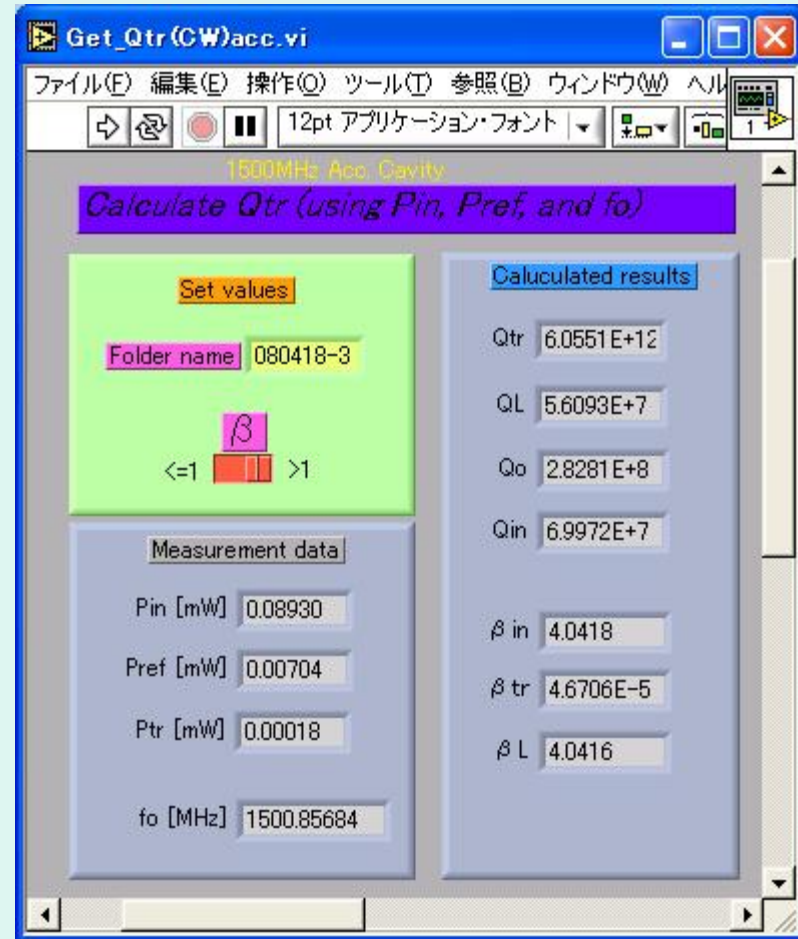 Get_Qtr(CW)acc.vi
ファイル(F) 編集(E) 操作(O) ツール(T) 参照(B) ウィンドウ(W) ヘル
12pt アプリケーション・フォント
1
1500MHz Acc. Cavity
Calculate Qtr (using Pin, Pref, and fo)
Set values
Folder name 080418-3
β
<=1 >1
Measurement data
Pin [mW] 0.08930
Pref [mW] 0.00704
Ptr [mW] 0.00018
fo [MHz] 1500.85684
Caluculated results
Qtr 6.0551E+12
QL 5.6093E+7
Qo 2.8281E+8
Qin 6.9972E+7
β in 4.0418
β tr 4.6706E-5
β L 4.0416